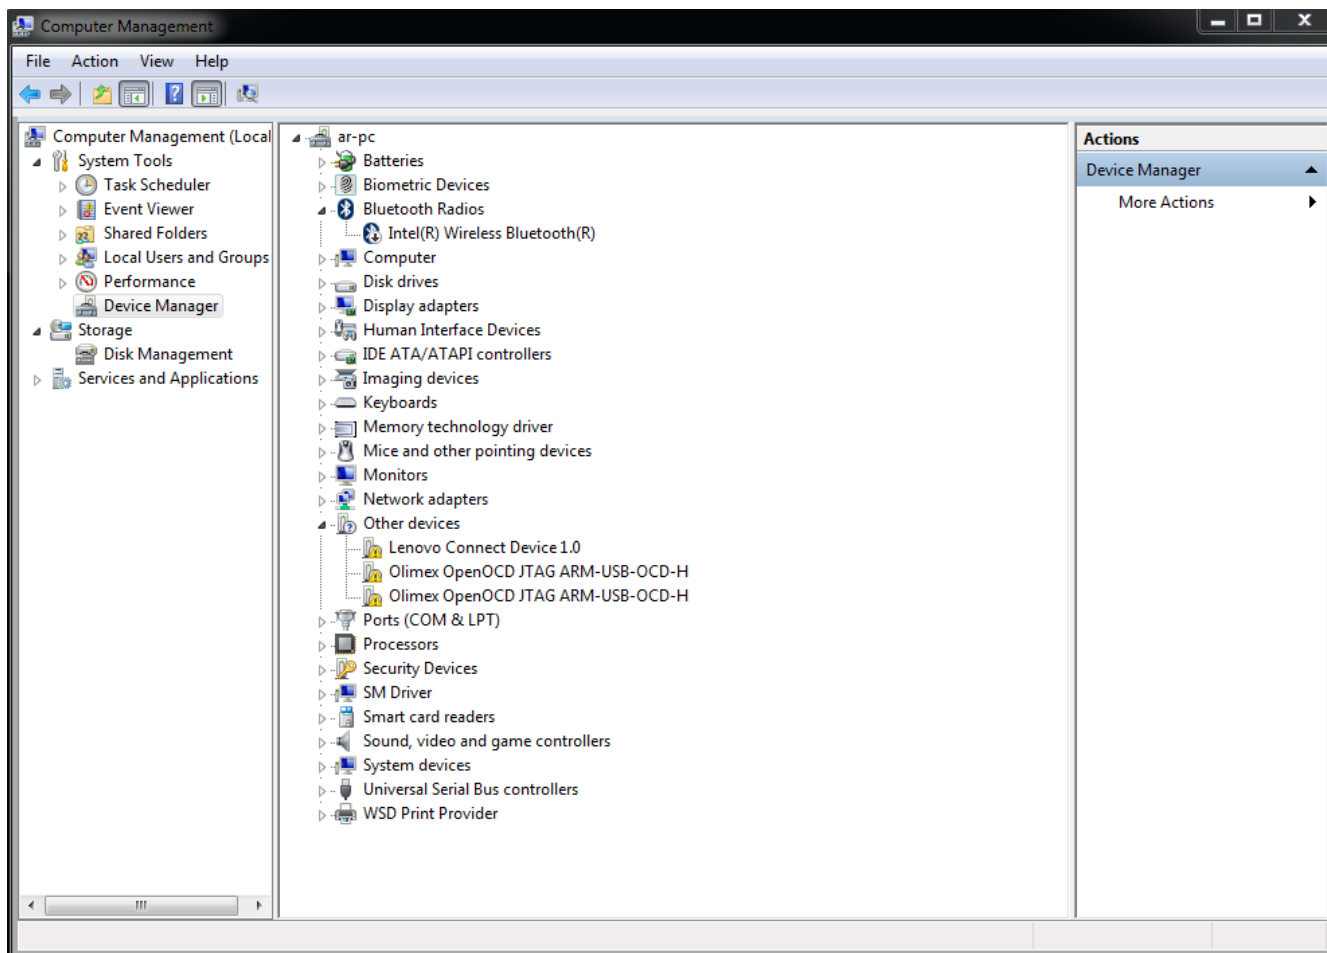 Computer Management
File Action View Help
Computer Management (Local
System Tools
Task Scheduler
Event Viewer
Shared Folders
Local Users and Groups
Performance
Device Manager
Storage
Disk Management
Services and Applications
ar-pc
Batteries
Biometric Devices
Bluetooth Radios
Intel(R) Wireless Bluetooth(R)
Computer
Disk drives
Display adapters
Human Interface Devices
IDE ATA/ATAPI controllers
Imaging devices
Keyboards
Memory technology driver
Mice and other pointing devices
Monitors
Network adapters
Other devices
Lenovo Connect Device 1.0
Olimex OpenOCD JTAG ARM-USB-OCD-H
Olimex OpenOCD JTAG ARM-USB-OCD-H
Ports (COM & LPT)
Processors
Security Devices
SM Driver
Smart card readers
Sound, video and game controllers
System devices
Universal Serial Bus controllers
WSD Print Provider
Actions
Device Manager
More Actions